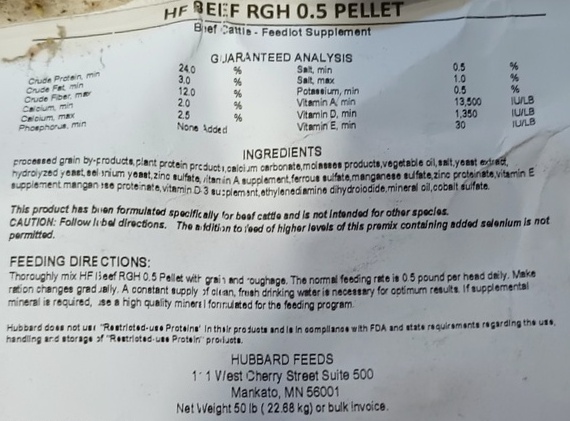 HF BEEF RGH 0.5 PELLET
Beef Cattle - Feedlot Supplement
GUARANTEED ANALYSIS
Crude Protein, min 24.0 % Salt, min 0.5 %
Crude Fat, min 3.0 % Salt, max 1.0 %
Crude Fiber, max 12.0 % Potassium, min 0.5 %
Calcium, min 2.0 % Vitamin A, min 13,500 IU/LB
Calcium, max 2.5 % Vitamin D, min 1,350 IU/LB
Phosphorus, min None Added Vitamin E, min 30 IU/LB
INGREDIENTS
processed grain by-products,plant protein products,calcium carbonate,molasses products,vegetable oil,salt,yeast extract,
hydrolyzed yeast,selenium yeast,zinc sulfate,vitamin A supplement,ferrous sulfate,manganese sulfate,zinc proteinate,vitamin E
supplement,manganese proteinate,vitamin D-3 supplement,ethylenediamine dihydroiodide,mineral oil,cobalt sulfate.
This product has been formulated specifically for beef cattle and is not intended for other species.
CAUTION: Follow label directions. The addition to feed of higher levels of this premix containing added selenium is not
permitted.
FEEDING DIRECTIONS:
Thoroughly mix HF Beef RGH 0.5 Pellet with grain and roughage. The normal feeding rate is 0.5 pound per head daily. Make
ration changes gradually. A constant supply of clean, fresh drinking water is necessary for optimum results. If supplemental
mineral is required, use a high quality mineral formulated for the feeding program.
Hubbard does not use "Restricted-use Proteins" in their products and is in compliance with FDA and state requirements regarding the use,
handling and storage of "Restricted-use Protein" products.
HUBBARD FEEDS
111 West Cherry Street Suite 500
Mankato, MN 56001
Net Weight 50 lb ( 22.68 kg) or bulk invoice.